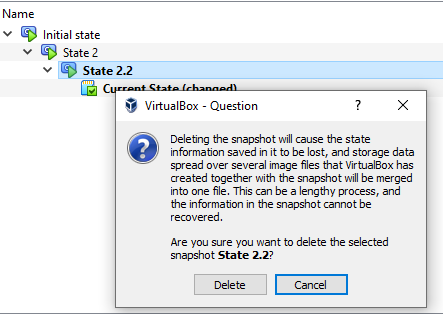 Name
Initial state
State 2
State 2.2
Current State (changed)
VirtualBox - Question
?
Deleting the snapshot will cause the state
information saved in it to be lost, and storage data
spread over several image files that VirtualBox has
created together with the snapshot will be merged
into one file. This can be a lengthy process, and
the information in the snapshot cannot be
recovered.
Are you sure you want to delete the selected
snapshot State 2.2?
Delete
Cancel